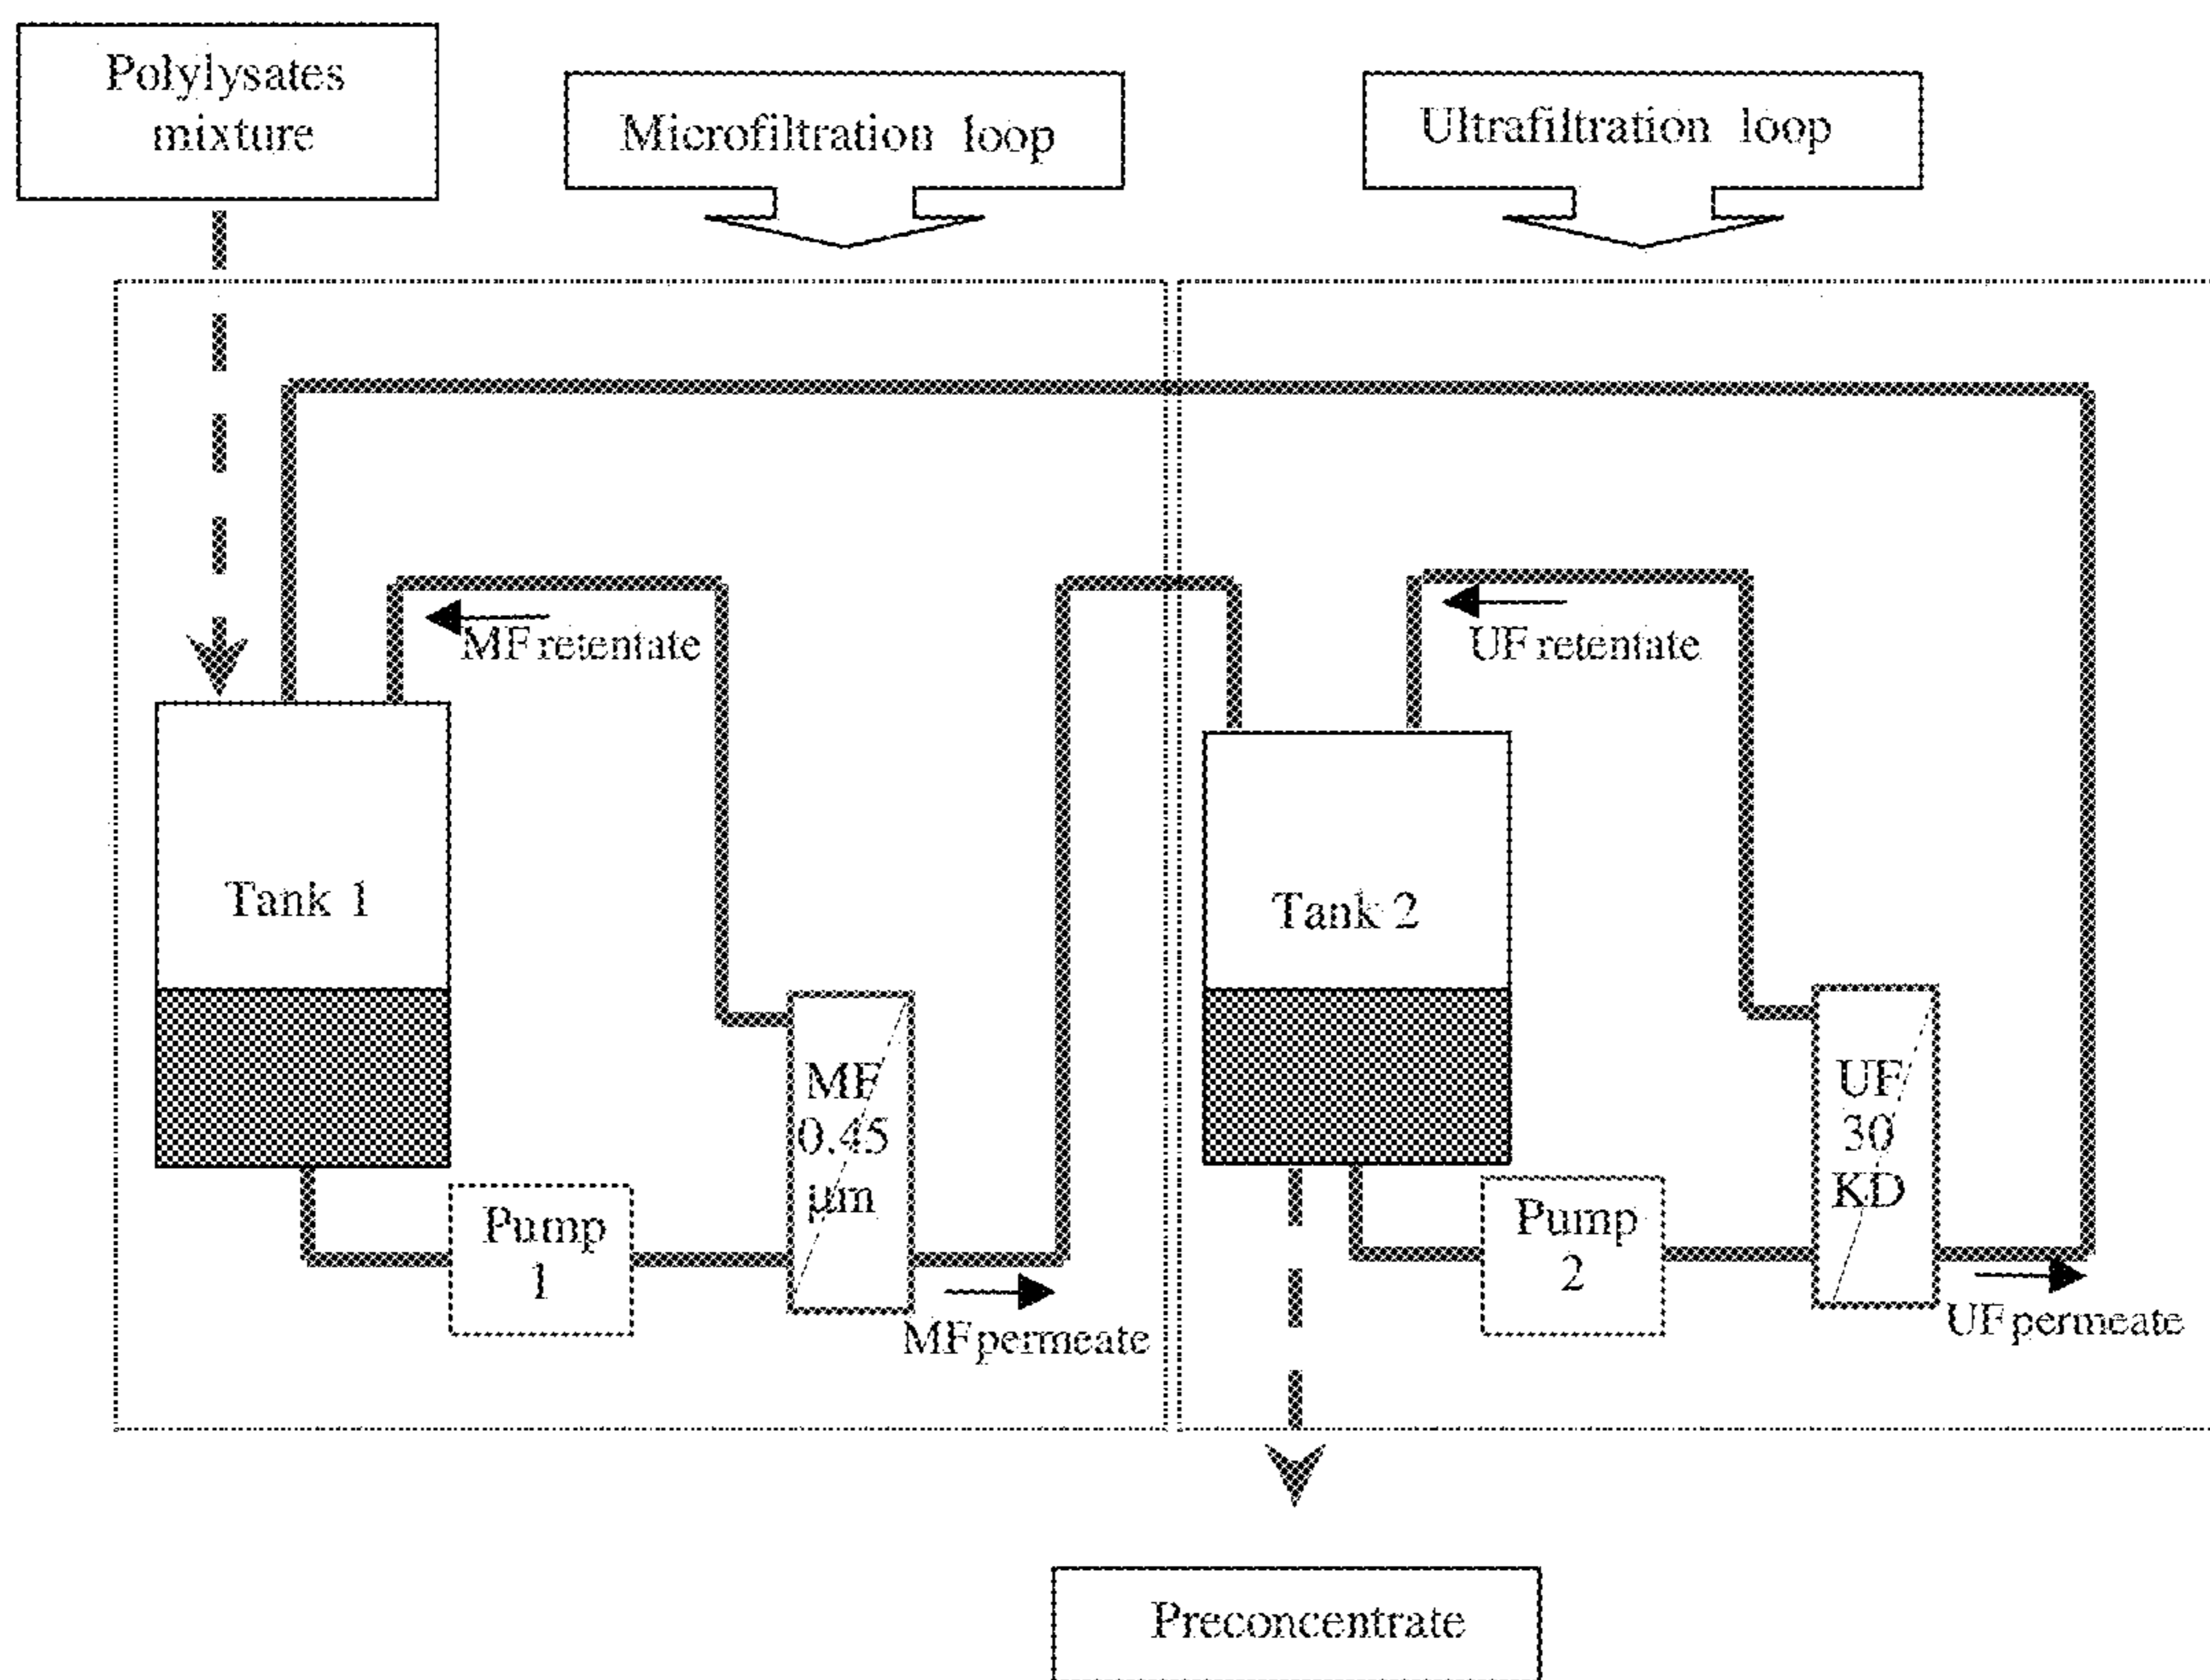 Polylysates
mixture
Microfiltration loop
Ultrafiltration loop
MF retentate
UF retentate
Tank 1
Tank 2
MF
0.45
µm
UF
30
KD
Pump
1
Pump
2
MF permeate
UF permeate
Preconcentrate